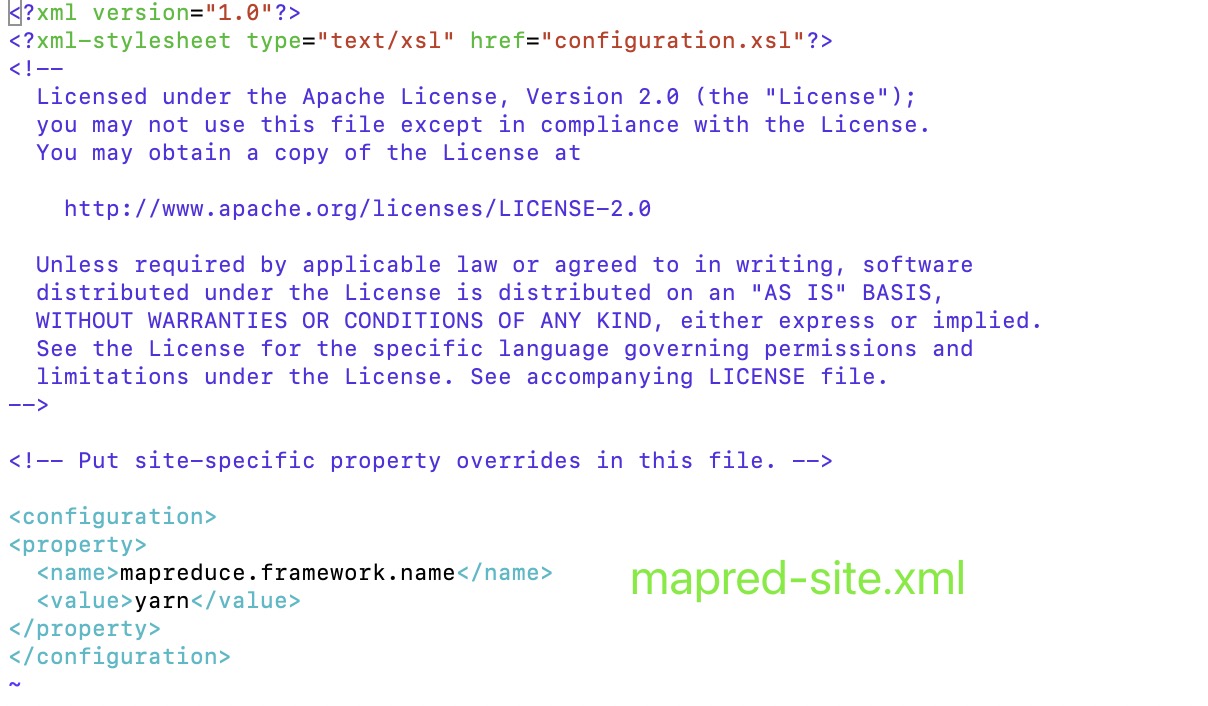 <?xml version="1.0"?>
<?xml-stylesheet type="text/xsl" href="configuration.xsl"?>
<!--
  Licensed under the Apache License, Version 2.0 (the "License");
  you may not use this file except in compliance with the License.
  You may obtain a copy of the License at

    http://www.apache.org/licenses/LICENSE-2.0

  Unless required by applicable law or agreed to in writing, software
  distributed under the License is distributed on an "AS IS" BASIS,
  WITHOUT WARRANTIES OR CONDITIONS OF ANY KIND, either express or implied.
  See the License for the specific language governing permissions and
  limitations under the License. See accompanying LICENSE file.
-->

<!-- Put site-specific property overrides in this file. -->

<configuration>
<property>
  <name>mapreduce.framework.name</name>
  <value>yarn</value>
</property>
</configuration>
~
mapred-site.xml